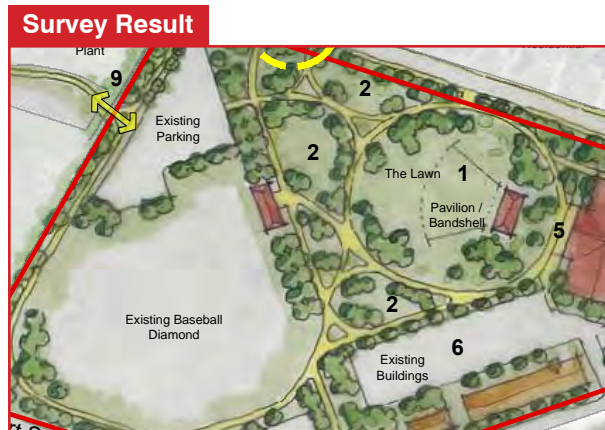 Survey Result
Plant
9
2
Existing
Parking
2
The Lawn
1
Pavilion /
Bandshell
5
2
Existing Baseball
Diamond
6
Existing
Buildings